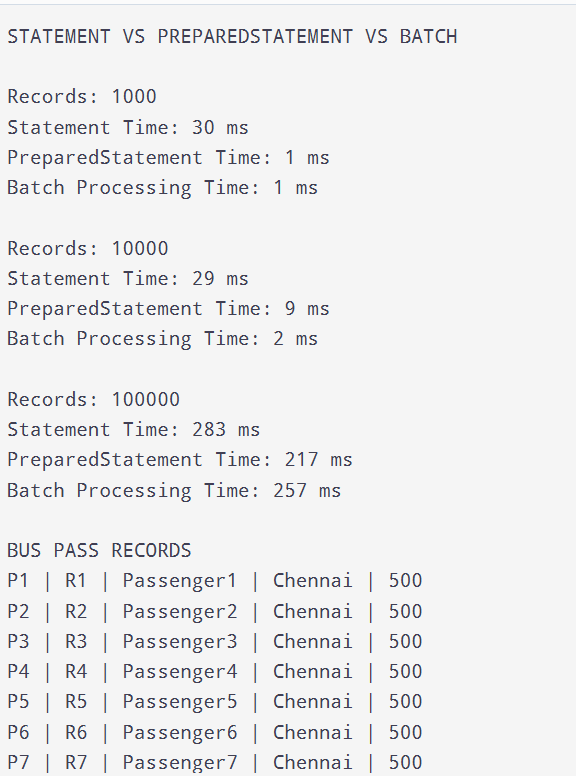 STATEMENT VS PREPAREDSTATEMENT VS BATCH
Records: 1000
Statement Time: 30 ms
PreparedStatement Time: 1 ms
Batch Processing Time: 1 ms
Records: 10000
Statement Time: 29 ms
PreparedStatement Time: 9 ms
Batch Processing Time: 2 ms
Records: 100000
Statement Time: 283 ms
PreparedStatement Time: 217 ms
Batch Processing Time: 257 ms
BUS PASS RECORDS
P1 | R1 | Passenger1 | Chennai | 500
P2 | R2 | Passenger2 | Chennai | 500
P3 | R3 | Passenger3 | Chennai | 500
P4 | R4 | Passenger4 | Chennai | 500
P5 | R5 | Passenger5 | Chennai | 500
P6 | R6 | Passenger6 | Chennai | 500
P7 | R7 | Passenger7 | Chennai | 500